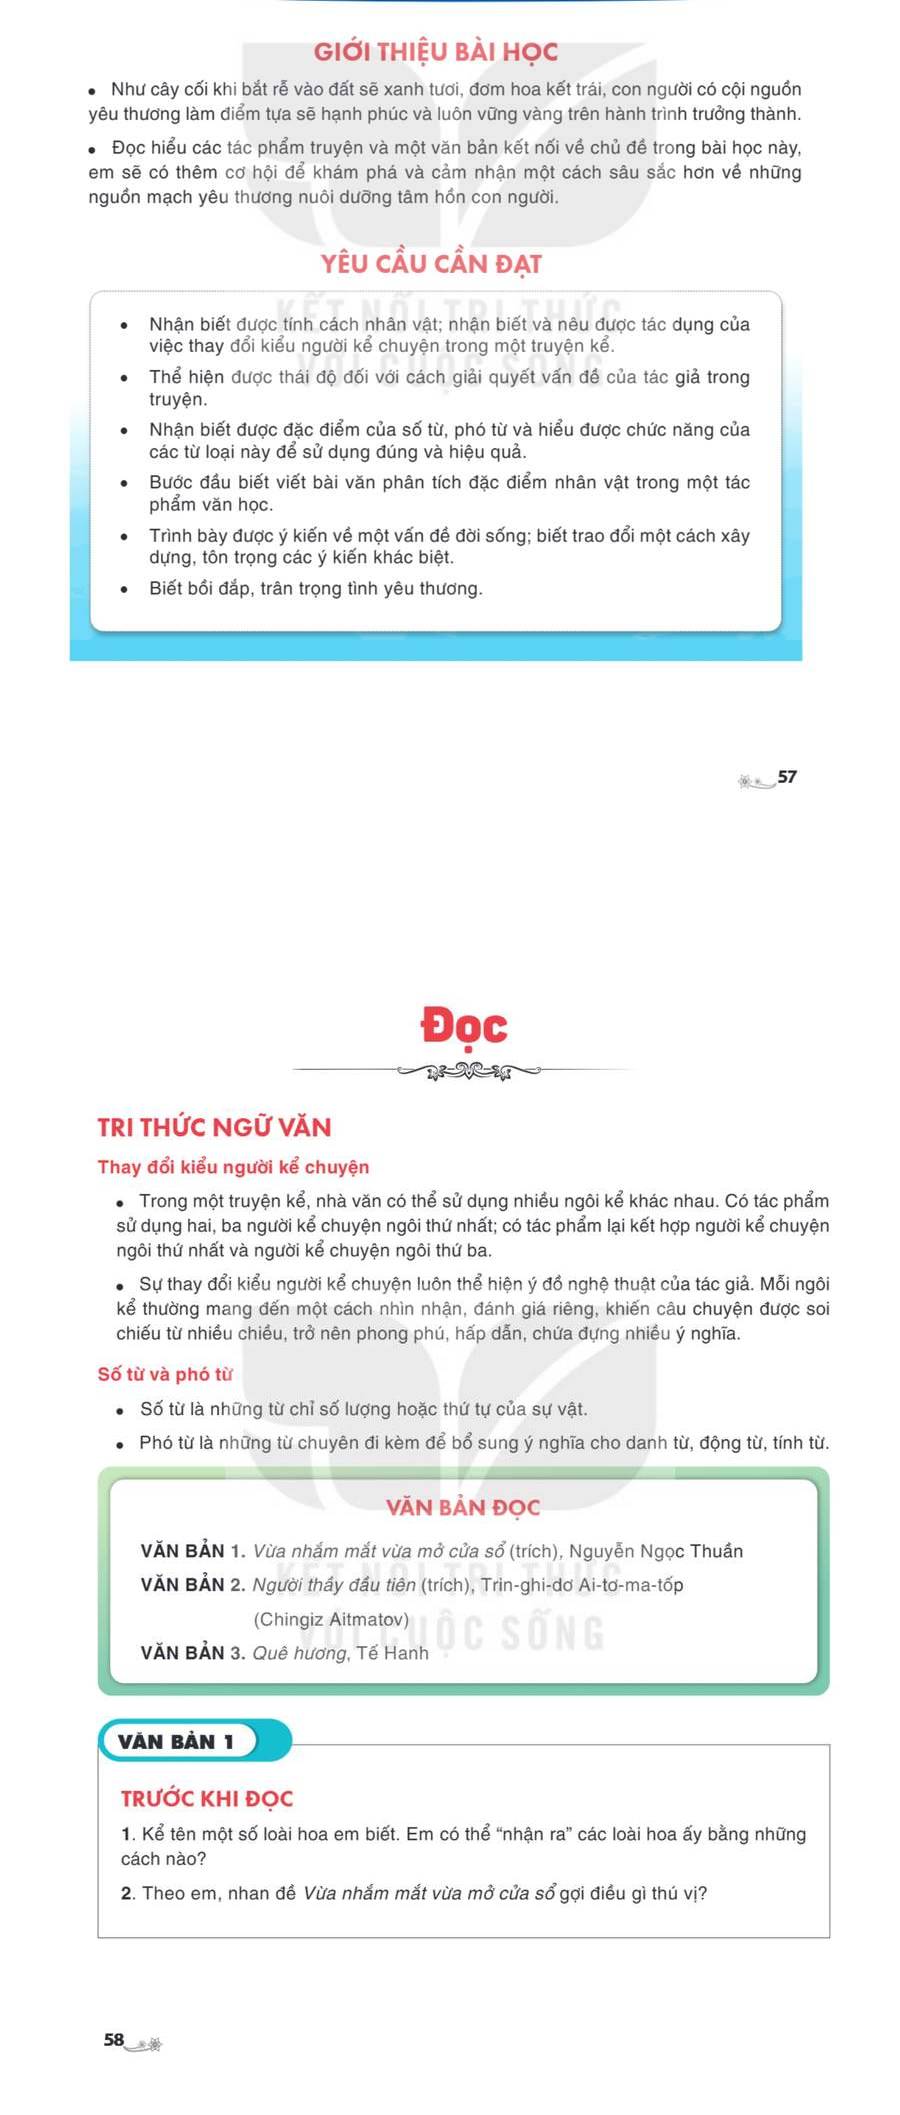 GIỚI THIỆU BÀI HỌC
• Như cây cối khi bắt rễ vào đất sẽ xanh tươi, đơm hoa kết trái, con người có cội nguồn
yêu thương làm điểm tựa sẽ hạnh phúc và luôn vững vàng trên hành trình trưởng thành.
• Đọc hiểu các tác phẩm truyện và một văn bản kết nối về chủ đề trong bài học này,
em sẽ có thêm cơ hội để khám phá và cảm nhận một cách sâu sắc hơn về những
nguồn mạch yêu thương nuôi dưỡng tâm hồn con người.
YÊU CẦU CẦN ĐẠT
KẾT NỐI TRI THỨC
VỚI CUỘC SỐNG
• Nhận biết được tính cách nhân vật; nhận biết và nêu được tác dụng của
việc thay đổi kiểu người kể chuyện trong một truyện kể.
• Thể hiện được thái độ đối với cách giải quyết vấn đề của tác giả trong
truyện.
• Nhận biết được đặc điểm của số từ, phó từ và hiểu được chức năng của
các từ loại này để sử dụng đúng và hiệu quả.
• Bước đầu biết viết bài văn phân tích đặc điểm nhân vật trong một tác
phẩm văn học.
• Trình bày được ý kiến về một vấn đề đời sống; biết trao đổi một cách xây
dựng, tôn trọng các ý kiến khác biệt.
• Biết bồi đắp, trân trọng tình yêu thương.
57
Đọc
TRI THỨC NGỮ VĂN
Thay đổi kiểu người kể chuyện
• Trong một truyện kể, nhà văn có thể sử dụng nhiều ngôi kể khác nhau. Có tác phẩm
sử dụng hai, ba người kể chuyện ngôi thứ nhất; có tác phẩm lại kết hợp người kể chuyện
ngôi thứ nhất và người kể chuyện ngôi thứ ba.
• Sự thay đổi kiểu người kể chuyện luôn thể hiện ý đồ nghệ thuật của tác giả. Mỗi ngôi
kể thường mang đến một cách nhìn nhận, đánh giá riêng, khiến câu chuyện được soi
chiếu từ nhiều chiều, trở nên phong phú, hấp dẫn, chứa đựng nhiều ý nghĩa.
Số từ và phó từ
• Số từ là những từ chỉ số lượng hoặc thứ tự của sự vật.
• Phó từ là những từ chuyên đi kèm để bổ sung ý nghĩa cho danh từ, động từ, tính từ.
VĂN BẢN ĐỌC
VĂN BẢN 1. Vừa nhắm mắt vừa mở cửa sổ (trích), Nguyễn Ngọc Thuần
KẾT NỐI TRI THỨC
VĂN BẢN 2. Người thầy đầu tiên (trích), Trin-ghi-dơ Ai-tơ-ma-tốp
(Chingiz Aitmatov)
VỚI CUỘC SỐNG
VĂN BẢN 3. Quê hương, Tế Hanh
VĂN BẢN 1
TRƯỚC KHI ĐỌC
1. Kể tên một số loài hoa em biết. Em có thể “nhận ra” các loài hoa ấy bằng những
cách nào?
2. Theo em, nhan đề Vừa nhắm mắt vừa mở cửa sổ gợi điều gì thú vị?
58